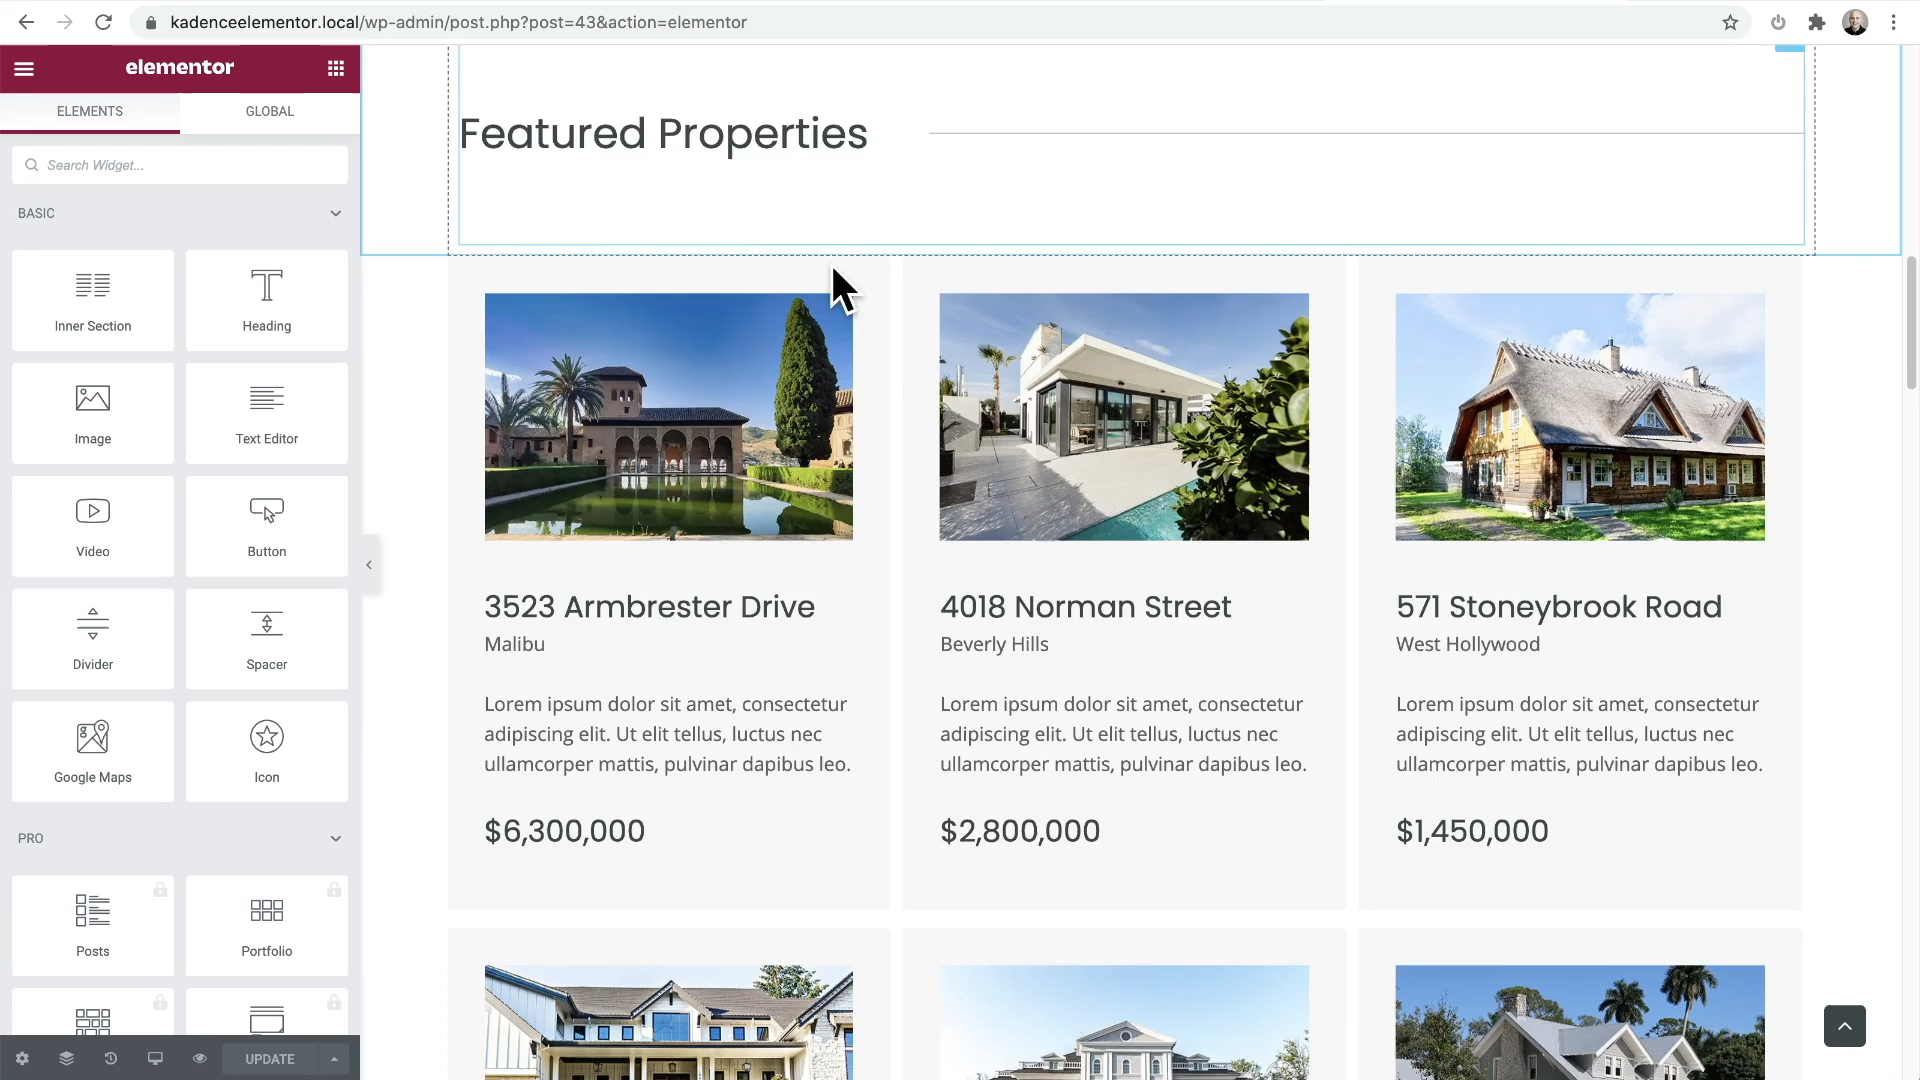 kadenceelementor.local/wp-admin/post.php?post=43&action=elementor
elementor
ELEMENTS
GLOBAL
Search Widget...
BASIC
Inner Section
Heading
Image
Text Editor
Video
Button
Divider
Spacer
Google Maps
Icon
PRO
Posts
Portfolio
UPDATE
Featured Properties
3523 Armbrester Drive
Malibu
Lorem ipsum dolor sit amet, consectetur
adipiscing elit. Ut elit tellus, luctus nec
ullamcorper mattis, pulvinar dapibus leo.
$6,300,000
4018 Norman Street
Beverly Hills
Lorem ipsum dolor sit amet, consectetur
adipiscing elit. Ut elit tellus, luctus nec
ullamcorper mattis, pulvinar dapibus leo.
$2,800,000
571 Stoneybrook Road
West Hollywood
Lorem ipsum dolor sit amet, consectetur
adipiscing elit. Ut elit tellus, luctus nec
ullamcorper mattis, pulvinar dapibus leo.
$1,450,000